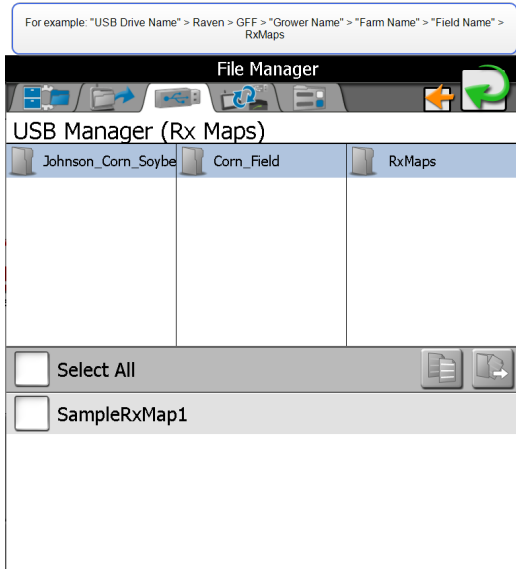 For example: "USB Drive Name" > Raven > GFF > "Grower Name" > "Farm Name" > "Field Name" >
RxMaps
File Manager
USB Manager (Rx Maps)
Johnson_Corn_Soybe
Corn_Field
RxMaps
Select All
SampleRxMap1